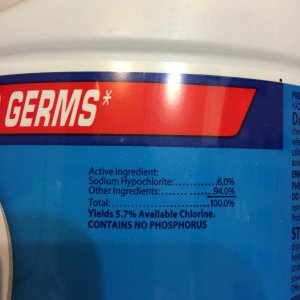 GERMS*
Active ingredient:
Sodium Hypochlorite:..............6.0%
Other ingredients:................94.0%
Total:............................100.0%
Yields 5.7% Available Chlorine.
CONTAINS NO PHOSPHORUS